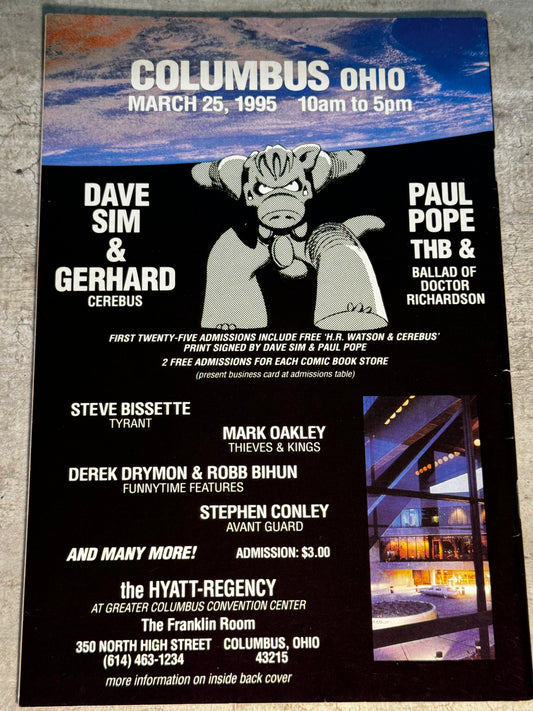 COLUMBUS OHIO
MARCH 25, 1995 10am to 5pm
DAVE
SIM
&
GERHARD
CEREBUS
PAUL
POPE
THB &
BALLAD OF
DOCTOR
RICHARDSON
FIRST TWENTY-FIVE ADMISSIONS INCLUDE FREE 'H.R. WATSON & CEREBUS'
PRINT SIGNED BY DAVE SIM & PAUL POPE
2 FREE ADMISSIONS FOR EACH COMIC BOOK STORE
(present business card at admissions table)
STEVE BISSETTE
TYRANT
MARK OAKLEY
THIEVES & KINGS
DEREK DRYMON & ROBB BIHUN
FUNNYTIME FEATURES
STEPHEN CONLEY
AVANT GUARD
AND MANY MORE! ADMISSION: $3.00
the HYATT-REGENCY
AT GREATER COLUMBUS CONVENTION CENTER
The Franklin Room
350 NORTH HIGH STREET COLUMBUS, OHIO
(614) 463-1234 43215
more information on inside back cover